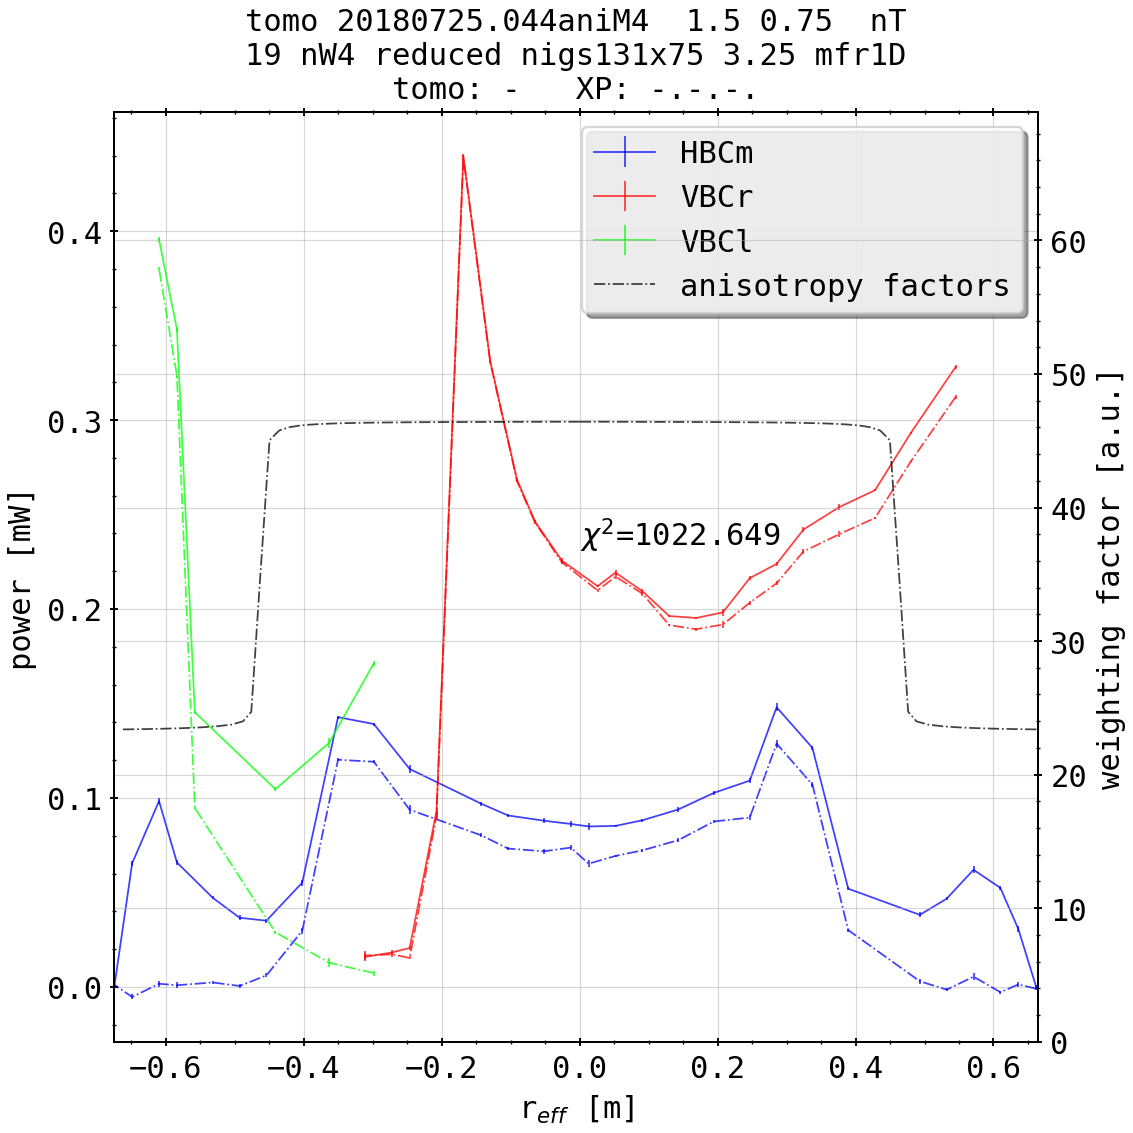 tomo 20180725.044aniM4  1.5 0.75  nT
19 nW4 reduced nigs131x75 3.25 mfr1D
tomo: -   XP: -.-.-.
HBCm
VBCr
VBCl
anisotropy factors
χ²=1022.649
power [mW]
0.4
0.3
0.2
0.1
0.0
weighting factor [a.u.]
60
50
40
30
20
10
0
−0.6 −0.4 −0.2 0.0 0.2 0.4 0.6
r_eff [m]